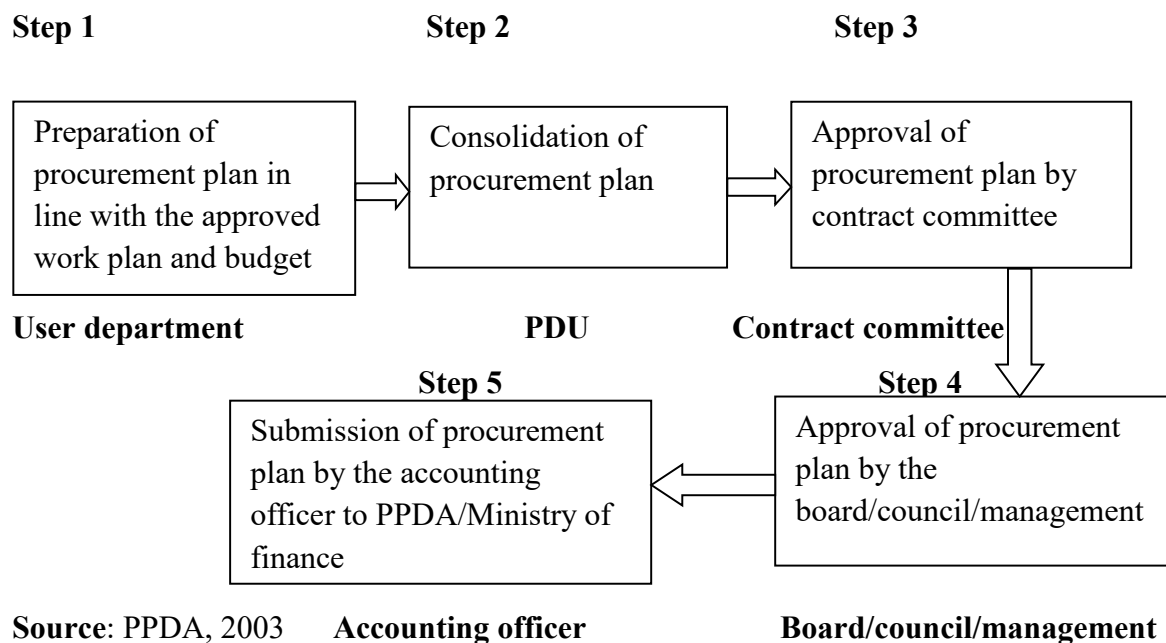 Step 1
Step 2
Step 3
Preparation of
procurement plan in
line with the approved
work plan and budget
Consolidation of
procurement plan
Approval of
procurement plan by
contract committee
User department
PDU
Contract committee
Step 4
Approval of procurement
plan by the
board/council/management
Step 5
Submission of procurement
plan by the accounting
officer to PPDA/Ministry of
finance
Source: PPDA, 2003
Accounting officer
Board/council/management